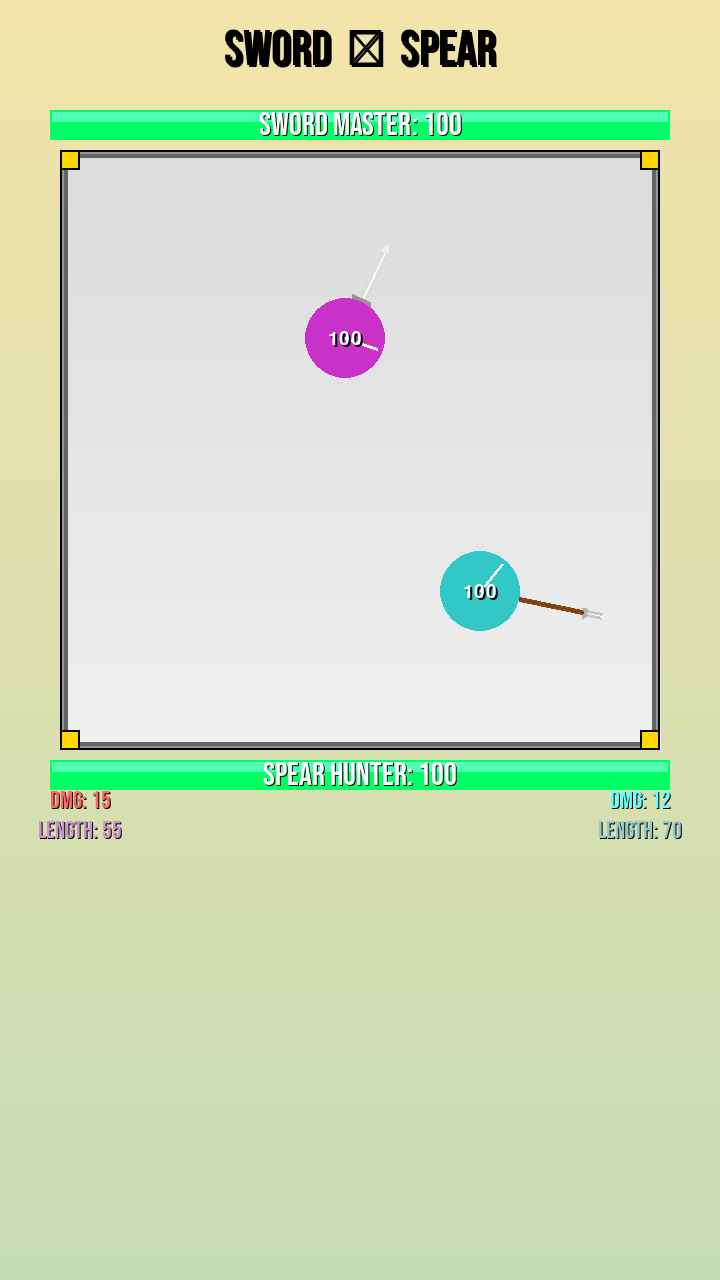 SWORD ☒ SPEAR
SWORD MASTER: 100
100
100
SPEAR HUNTER: 100
DMG: 15 DMG: 12
LENGTH: 55 LENGTH: 70